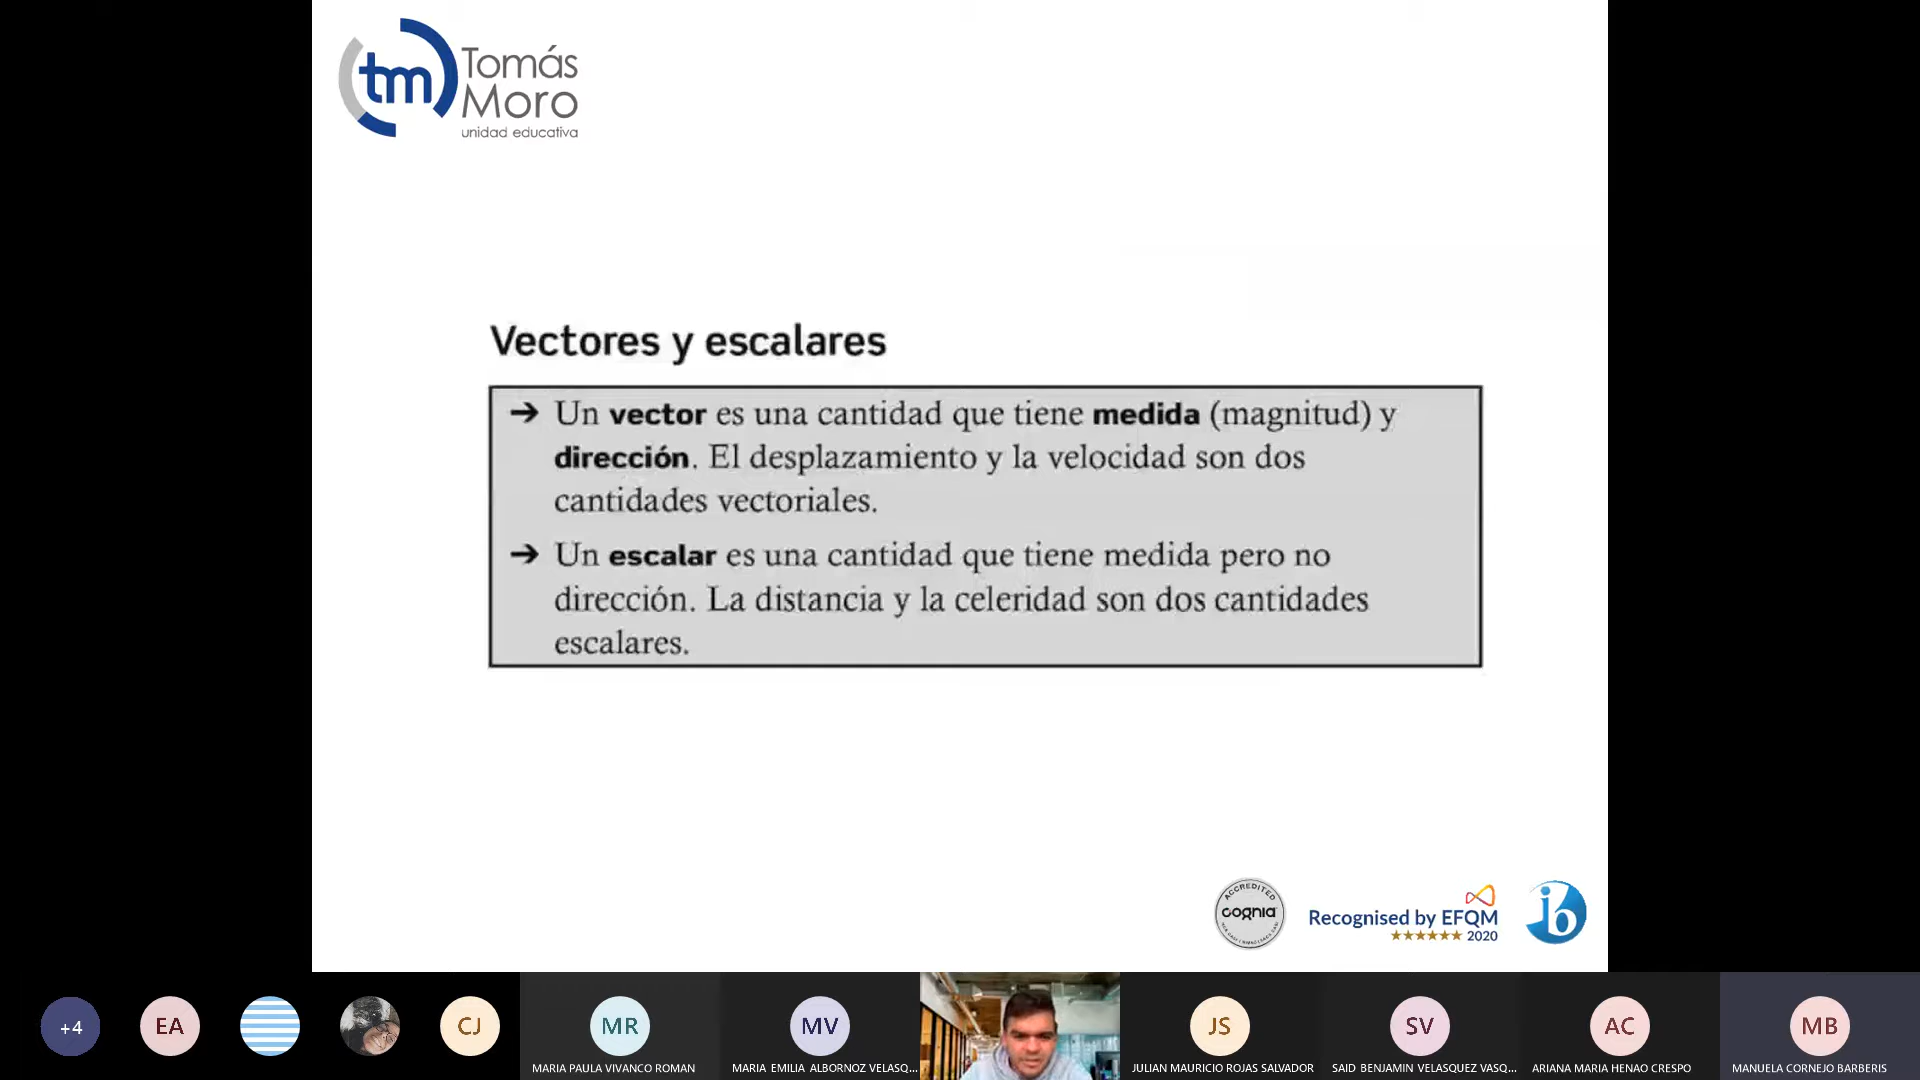 tm Tomás
Moro
unidad educativa
Vectores y escalares
➔ Un vector es una cantidad que tiene medida (magnitud) y
dirección. El desplazamiento y la velocidad son dos
cantidades vectoriales.
➔ Un escalar es una cantidad que tiene medida pero no
dirección. La distancia y la celeridad son dos cantidades
escalares.
ACCREDITED
cognia
Recognised by EFQM
★★★★★★ 2020
ib
+4
EA
CJ
MR
MV
JS
SV
AC
MB
MARIA PAULA VIVANCO ROMAN
MARIA EMILIA ALBORNOZ VELASQ...
JULIAN MAURICIO ROJAS SALVADOR
SAID BENJAMIN VELASQUEZ VASQ...
ARIANA MARIA HENAO CRESPO
MANUELA CORNEJO BARBERIS